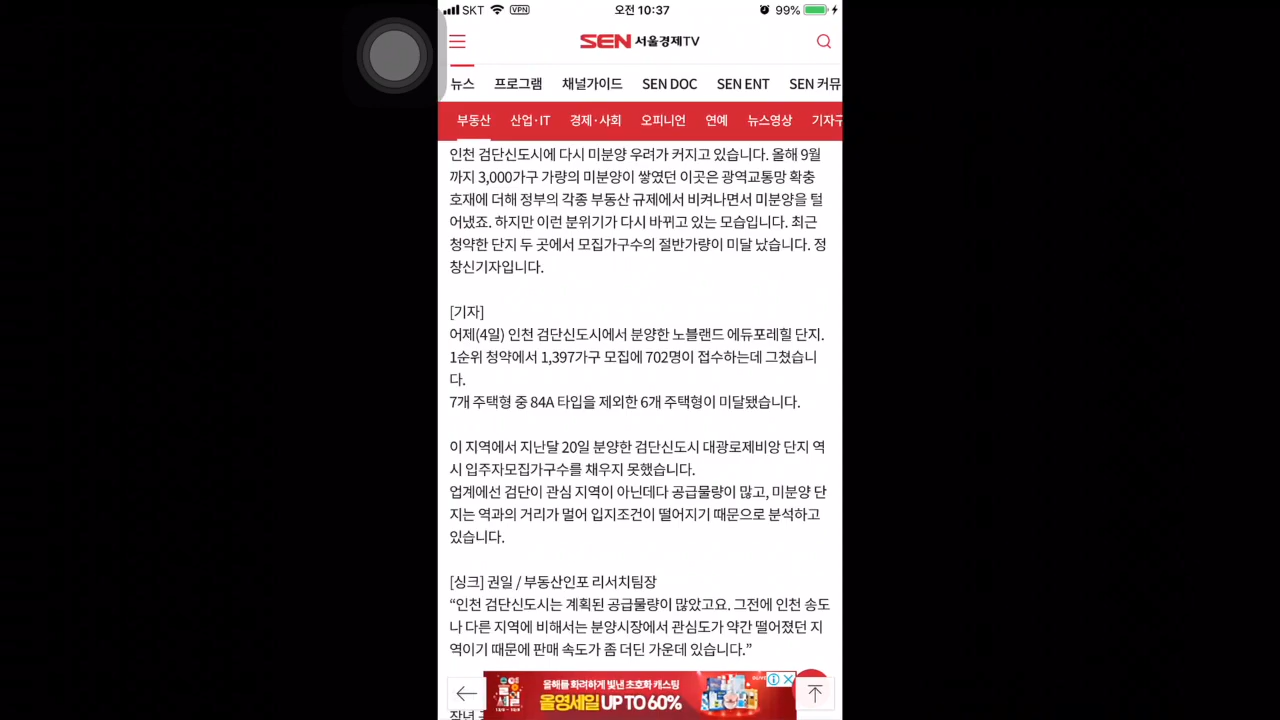 SKT VPN 오전 10:37 99%
SEN 서울경제TV
뉴스 프로그램 채널가이드 SEN DOC SEN ENT SEN 커뮤
부동산 산업·IT 경제·사회 오피니언 연예 뉴스영상 기자구
인천 검단신도시에 다시 미분양 우려가 커지고 있습니다. 올해 9월
까지 3,000가구 가량의 미분양이 쌓였던 이곳은 광역교통망 확충
호재에 더해 정부의 각종 부동산 규제에서 비켜나면서 미분양을 털
어냈죠. 하지만 이런 분위기가 다시 바뀌고 있는 모습입니다. 최근
청약한 단지 두 곳에서 모집가구수의 절반가량이 미달 났습니다. 정
창신기자입니다.
[기자]
어제(4일) 인천 검단신도시에서 분양한 노블랜드 에듀포레힐 단지.
1순위 청약에서 1,397가구 모집에 702명이 접수하는데 그쳤습니
다.
7개 주택형 중 84A 타입을 제외한 6개 주택형이 미달됐습니다.
이 지역에서 지난달 20일 분양한 검단신도시 대광로제비앙 단지 역
시 입주자모집가구수를 채우지 못했습니다.
업계에선 검단이 관심 지역이 아닌데다 공급물량이 많고, 미분양 단
지는 역과의 거리가 멀어 입지조건이 떨어지기 때문으로 분석하고
있습니다.
[싱크] 권일 / 부동산인포 리서치팀장
“인천 검단신도시는 계획된 공급물량이 많았고요. 그전에 인천 송도
나 다른 지역에 비해서는 분양시장에서 관심도가 약간 떨어졌던 지
역이기 때문에 판매 속도가 좀 더딘 가운데 있습니다.”
올해를 화려하게 빛낸 초호화 캐스팅
올영세일 UP TO 60%